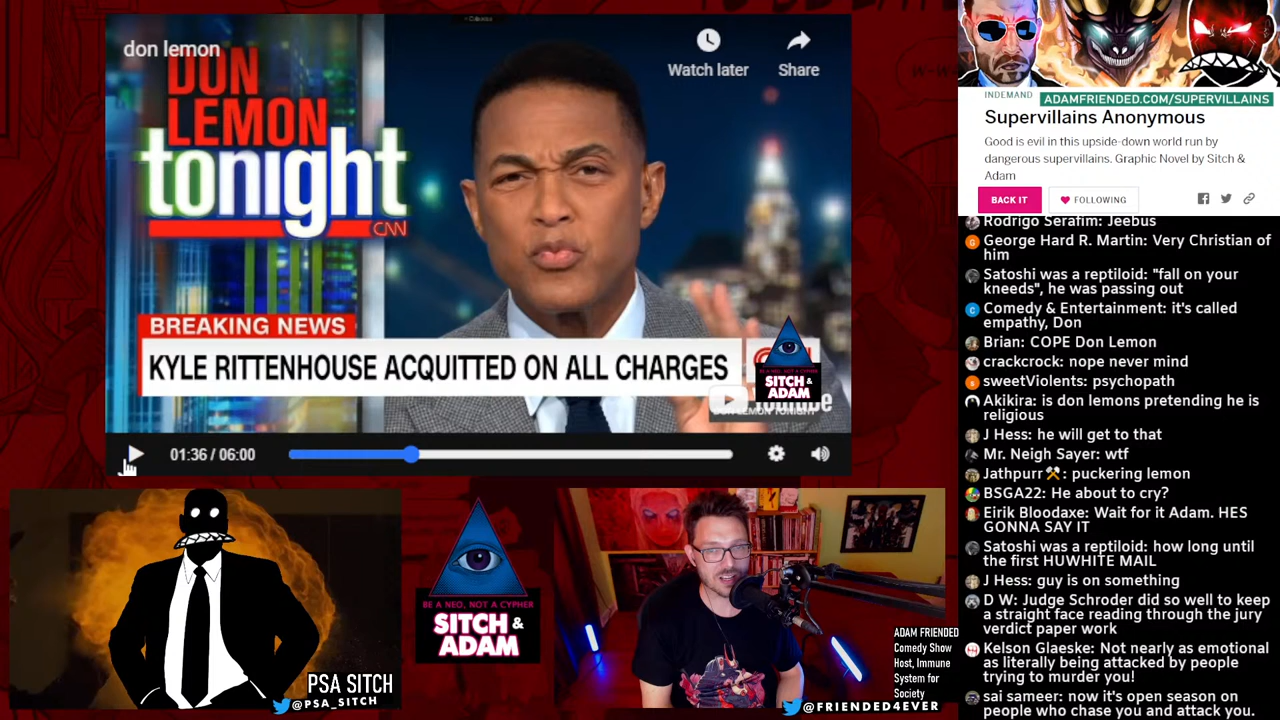 don lemon
Watch later
Share
DON
LEMON
tonight
CNN
BREAKING NEWS
KYLE RITTENHOUSE ACQUITTED ON ALL CHARGES
SITCH &
ADAM
DON LEMON TONIGHT
01:36 / 06:00
BE A NEO, NOT A CYPHER
SITCH &
ADAM
PSA SITCH
@PSA_SITCH
ADAM FRIENDED
Comedy Show
Host, Immune
System for
Society
@FRIENDED4EVER
INDEMAND
ADAMFRIENDED.COM/SUPERVILLAINS
Supervillains Anonymous
Good is evil in this upside-down world run by
dangerous supervillains. Graphic Novel by Sitch &
Adam
BACK IT
FOLLOWING
Rodrigo Serafim: Jeebus
George Hard R. Martin: Very Christian of
him
Satoshi was a reptiloid: "fall on your
kneeds", he was passing out
Comedy & Entertainment: it's called
empathy, Don
Brian: COPE Don Lemon
crackcrock: nope never mind
sweetViolents: psychopath
Akikira: is don lemons pretending he is
religious
J Hess: he will get to that
Mr. Neigh Sayer: wtf
Jathpurr⚒: puckering lemon
BSGA22: He about to cry?
Eirik Bloodaxe: Wait for it Adam. HES
GONNA SAY IT
Satoshi was a reptiloid: how long until
the first HUWHITE MAIL
J Hess: guy is on something
D W: Judge Schroder did so well to keep
a straight face reading through the jury
verdict paper work
Kelson Glaeske: Not nearly as emotional
as literally being attacked by people
trying to murder you!
sai sameer: now it's open season on
people who chase you and attack you.